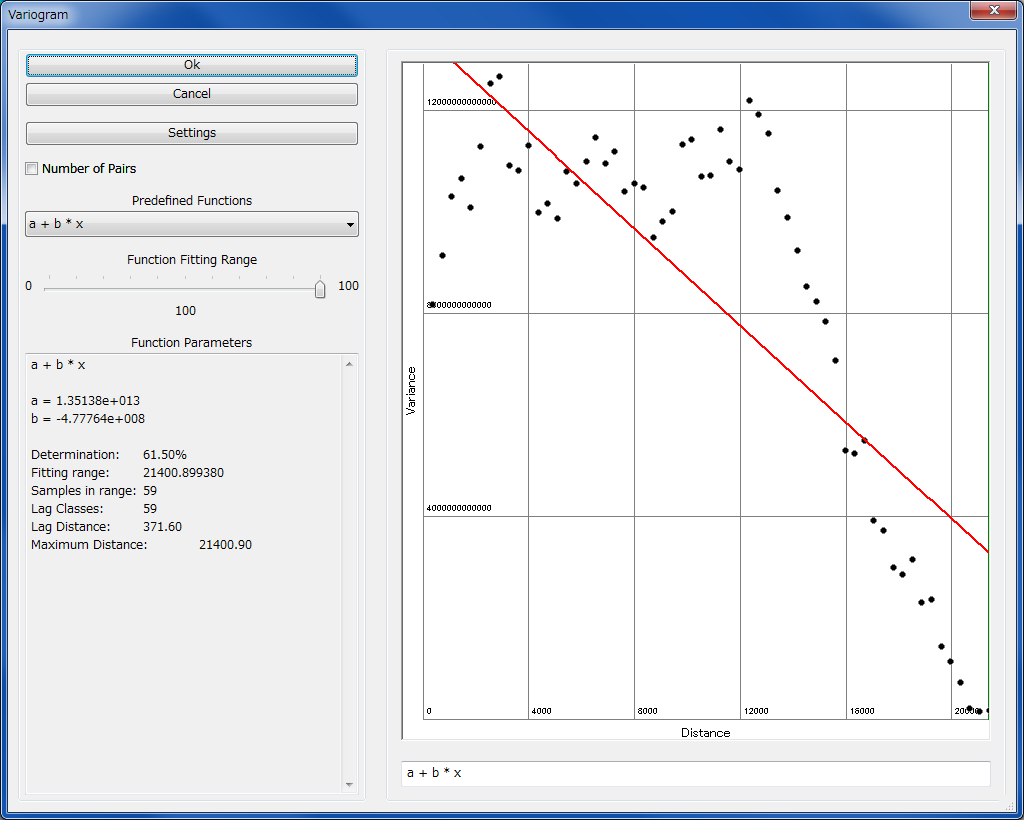 Variogram
Ok
Cancel
Settings
Number of Pairs
Predefined Functions
a + b * x
Function Fitting Range
0
100
100
Function Parameters
a + b * x
a = 1.35138e+013
b = -4.77764e+008
Determination: 61.50%
Fitting range: 21400.899380
Samples in range: 59
Lag Classes: 59
Lag Distance: 371.60
Maximum Distance: 21400.90
12000000000000
8000000000000
4000000000000
Variance
0
4000
8000
12000
18000
20000
Distance
a + b * x